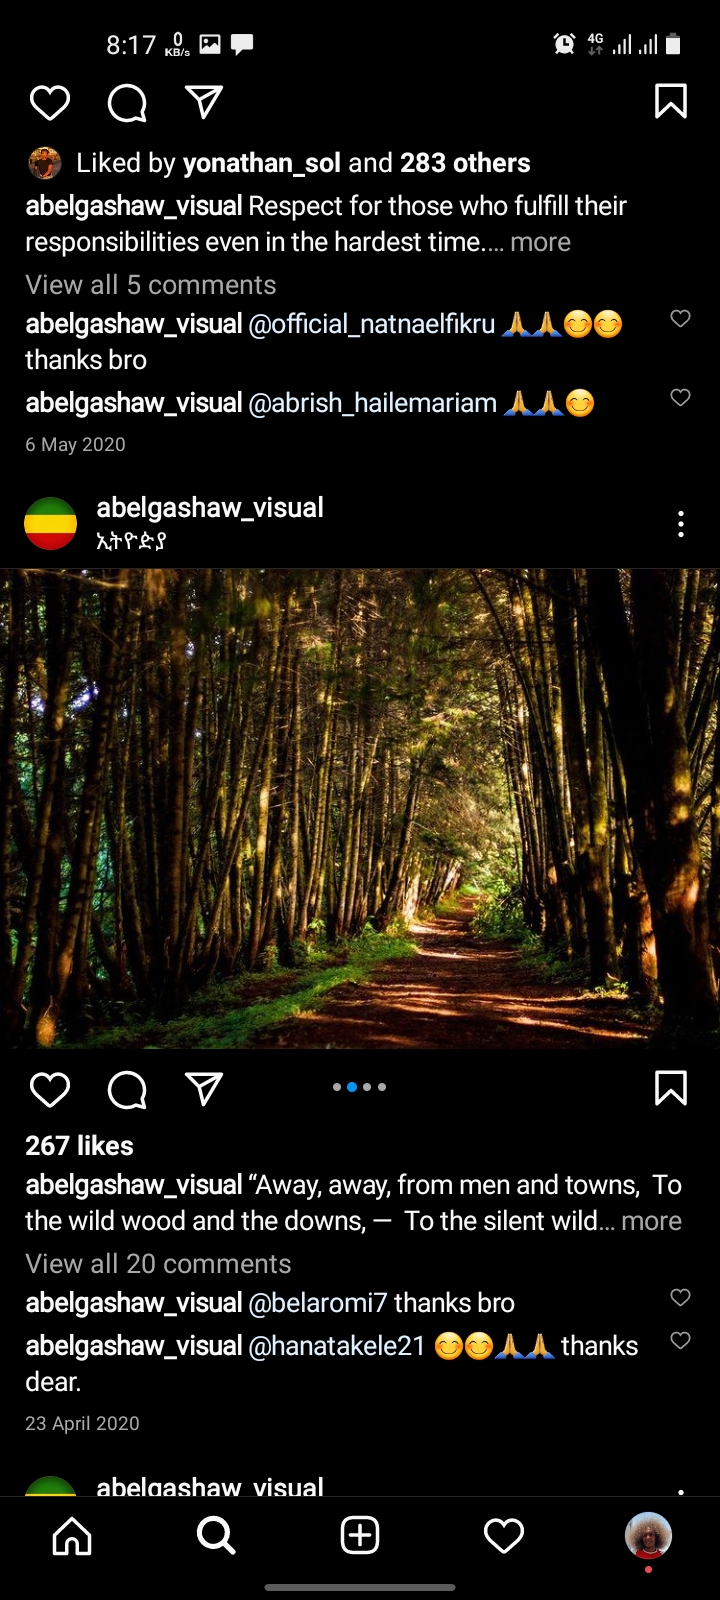 8:17 0 KB/s 4G
Liked by yonathan_sol and 283 others
abelgashaw_visual Respect for those who fulfill their
responsibilities even in the hardest time.... more
View all 5 comments
abelgashaw_visual @official_natnaelfikru 🙏🙏😊😊
thanks bro
abelgashaw_visual @abrish_hailemariam 🙏🙏😊
6 May 2020
abelgashaw_visual
ኢትዮድያ
267 likes
abelgashaw_visual “Away, away, from men and towns,  To
the wild wood and the downs, —  To the silent wild... more
View all 20 comments
abelgashaw_visual @belaromi7 thanks bro
abelgashaw_visual @hanatakele21 😊😊🙏🙏 thanks
dear.
23 April 2020
abelgashaw_visual